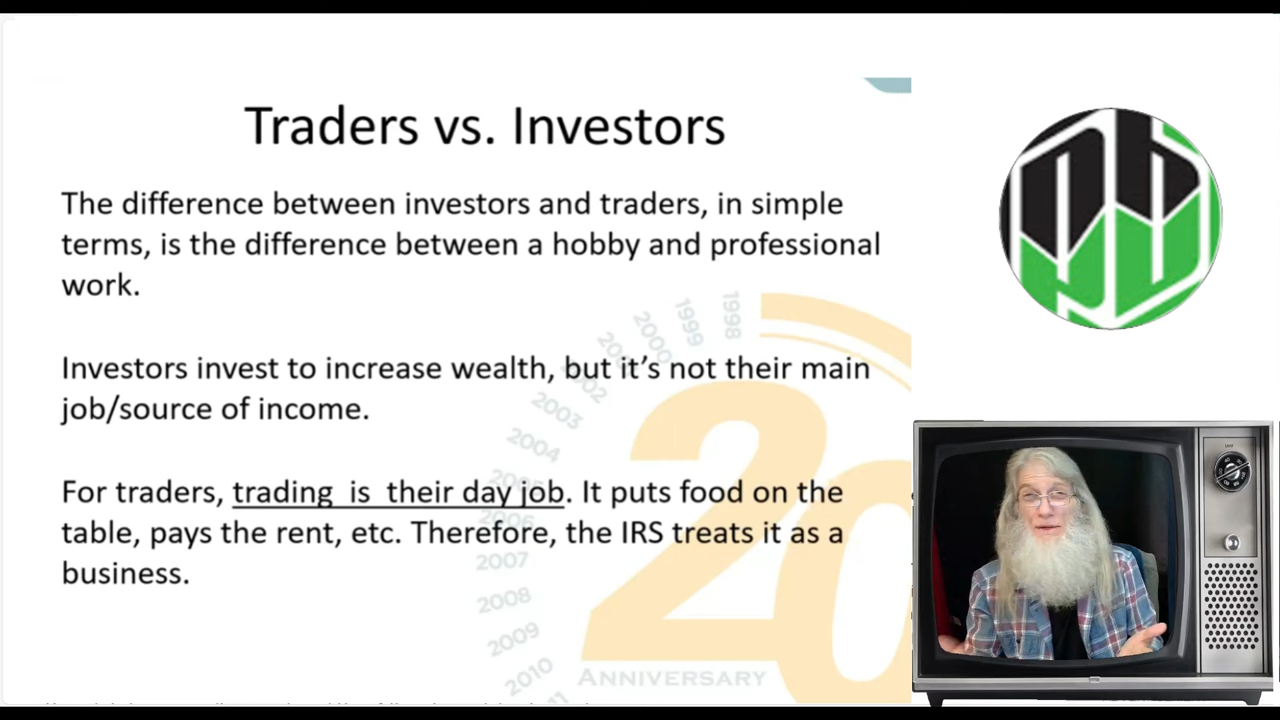 Traders vs. Investors
The difference between investors and traders, in simple
terms, is the difference between a hobby and professional
work.
Investors invest to increase wealth, but it's not their main
job/source of income.
For traders, trading is their day job. It puts food on the
table, pays the rent, etc. Therefore, the IRS treats it as a
business.
1998
1999
2000
2002
2003
2004
2006
2007
2008
2009
2010
20
ANNIVERSARY